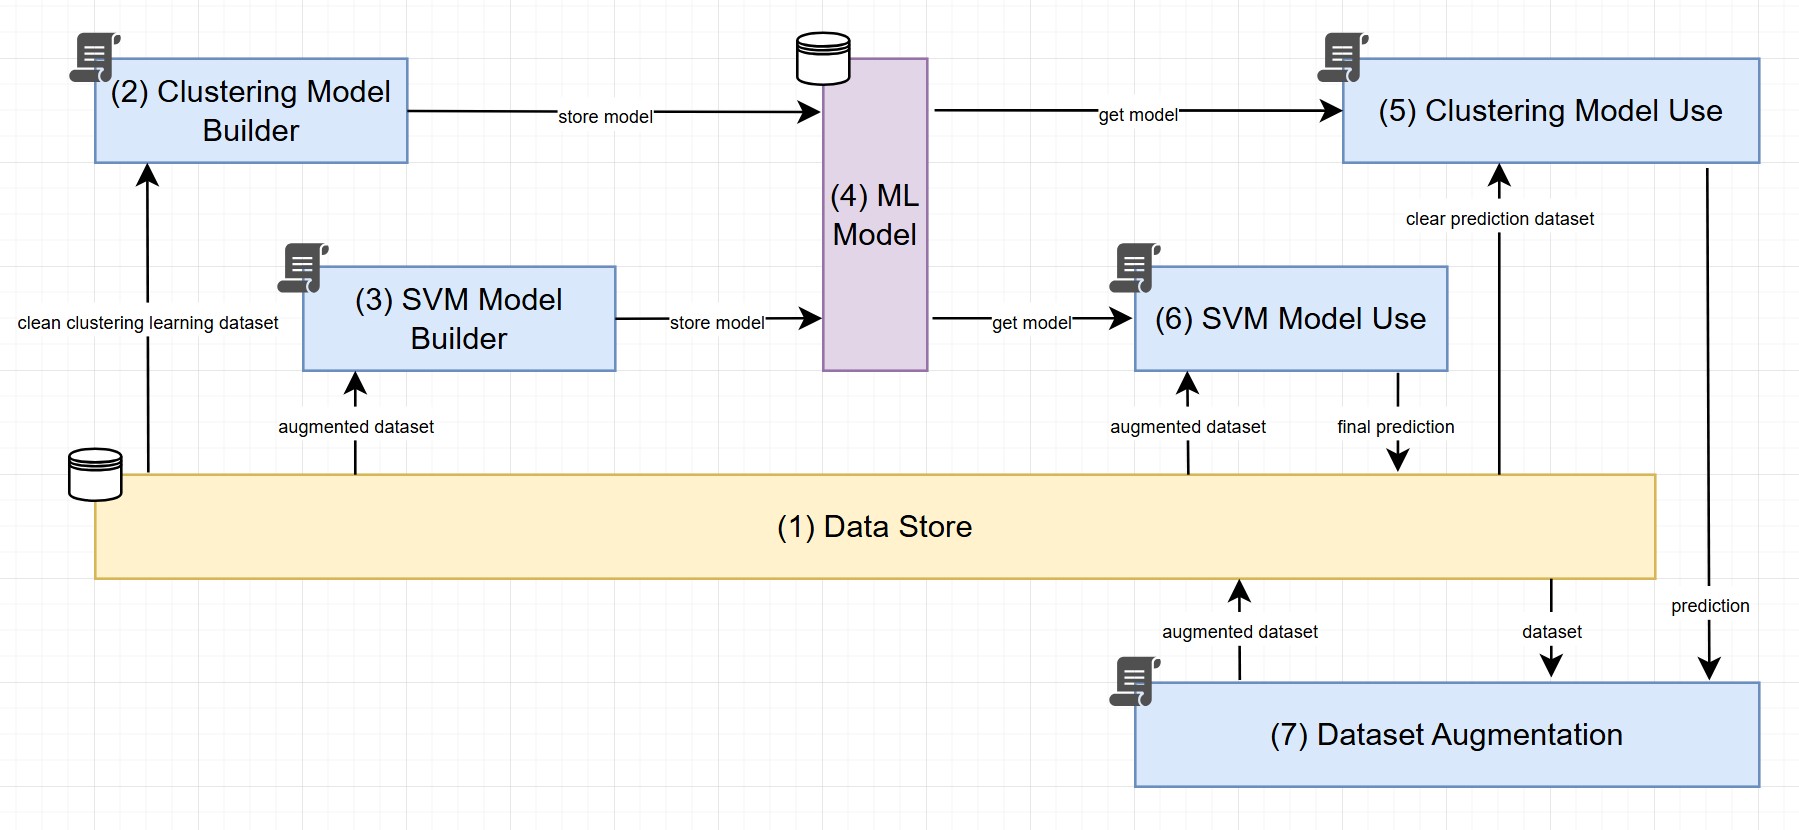 (2) Clustering Model
Builder
store model
get model
(5) Clustering Model Use
(4) ML
Model
clear prediction dataset
(3) SVM Model
Builder
clean clustering learning dataset
store model
get model
(6) SVM Model Use
augmented dataset
augmented dataset
final prediction
(1) Data Store
prediction
augmented dataset
dataset
(7) Dataset Augmentation